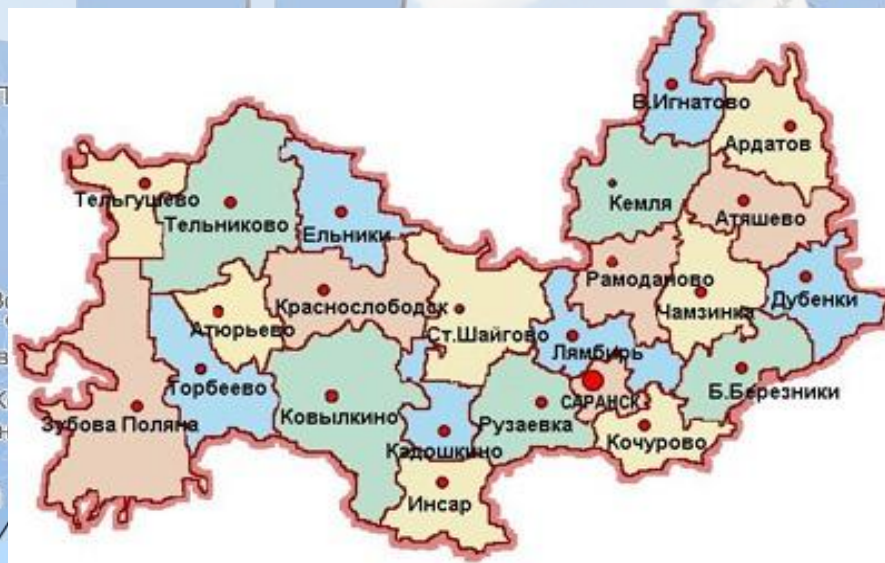 В.Игнатово
Ардатов
Тельгушево
Тельниково
Ельники
Кемля
Атяшево
Рамоданово
Дубенки
Атюрьево
Краснослободск
Ст.Шайгово
Чамзинка
Лямбирь
Торбеево
Б.Березники
Зубова Поляна
Ковылкино
Рузаевка
САРАНСК
Кадошкино
Кочурово
Инсар